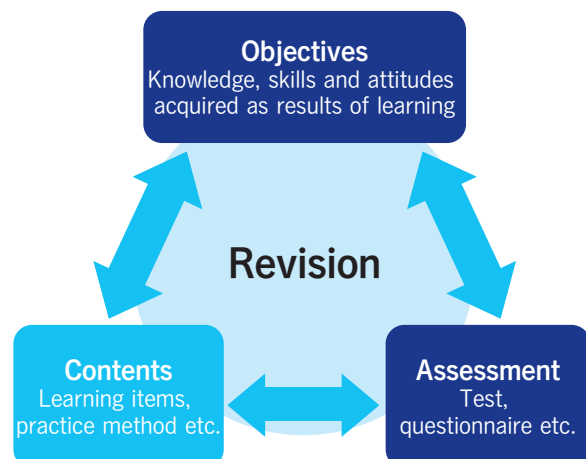 Objectives
Knowledge, skills and attitudes
acquired as results of learning
Revision
Contents
Learning items,
practice method etc.
Assessment
Test,
questionnaire etc.